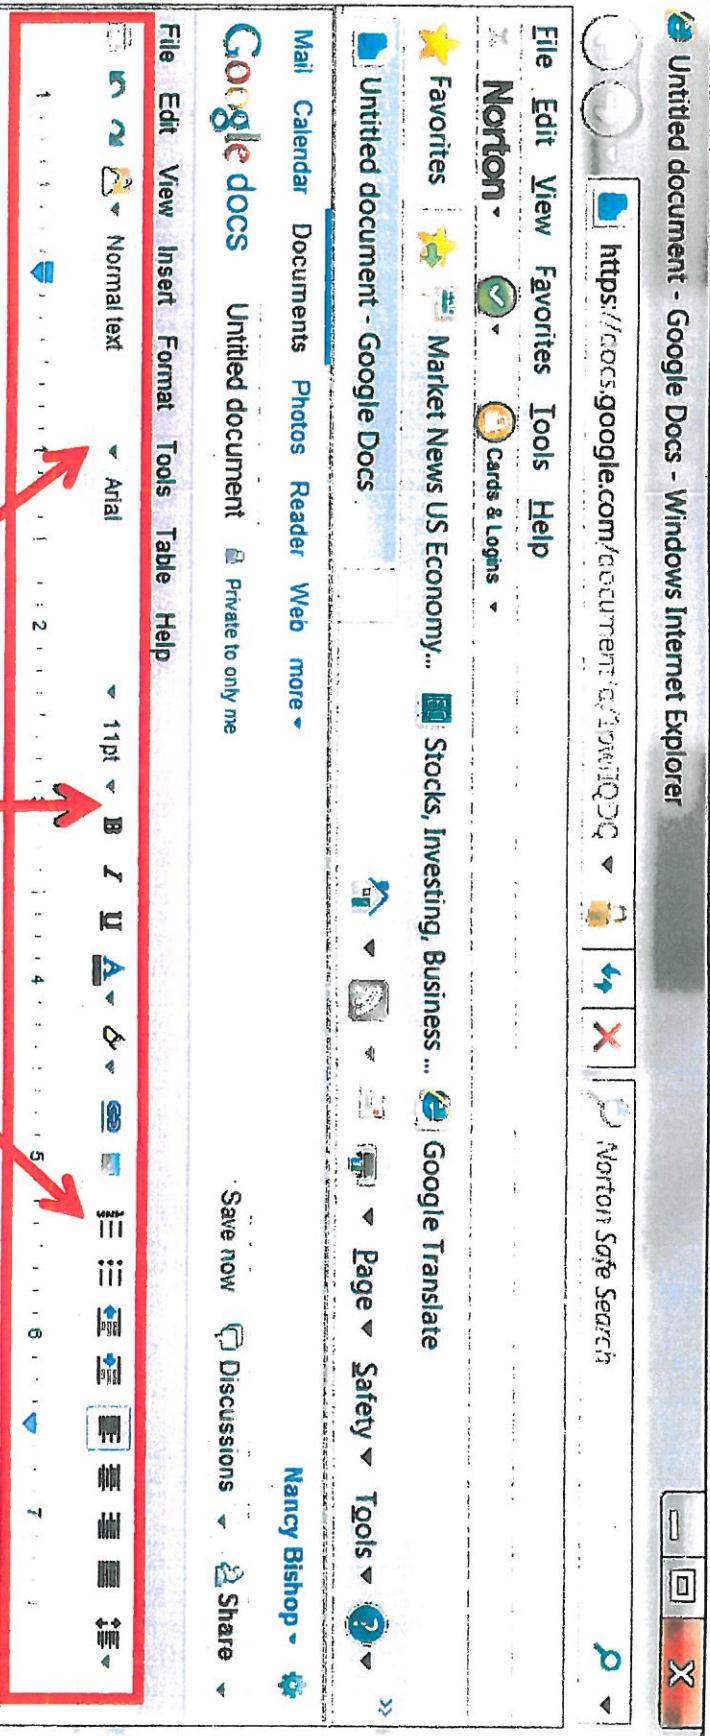 Untitled document - Google Docs - Windows Internet Explorer
Norton Safe Search
File Edit View Favorites Tools Help
Norton Cards & Logins
Favorites Market News US Economy... Stocks, Investing, Business ... Google Translate
Untitled document - Google Docs Page Safety Tools
Mail Calendar Documents Photos Reader Web more Nancy Bishop
Google docs Untitled document Private to only me Save now Discussions Share
File Edit View Insert Format Tools Table Help
Normal text Arial 11pt B I U A
1 1 2 3 4 5 6 7